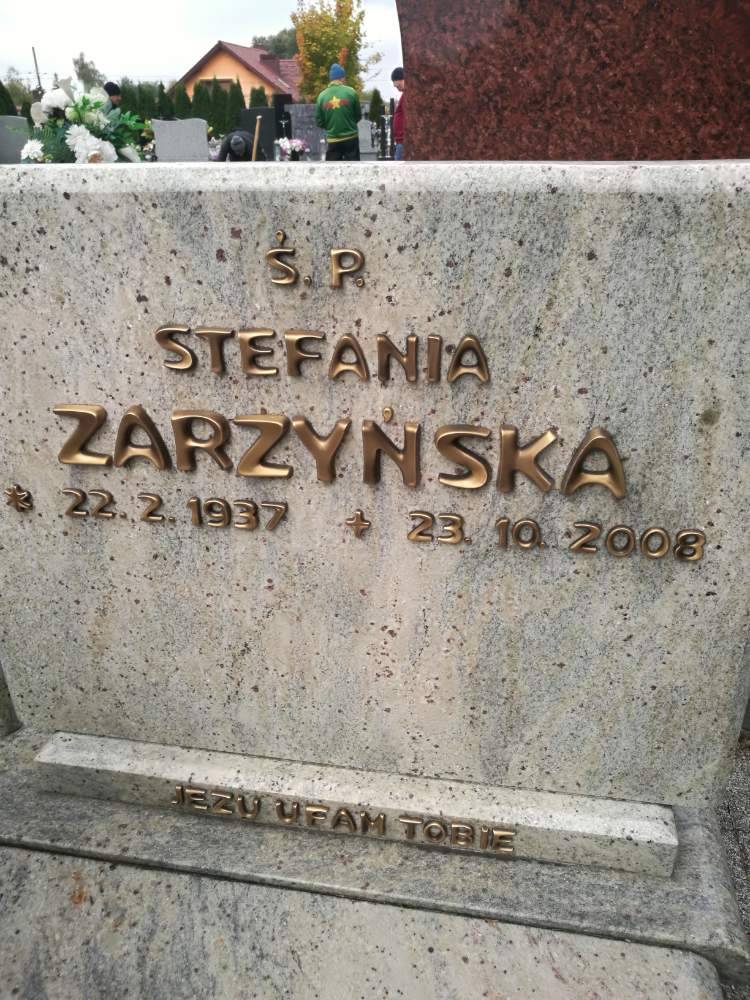 Ś. P.
STEFANIA
ZARZYŃSKA
* 22. 2. 1937 + 23. 10. 2008
JEZU UFAM TOBIE